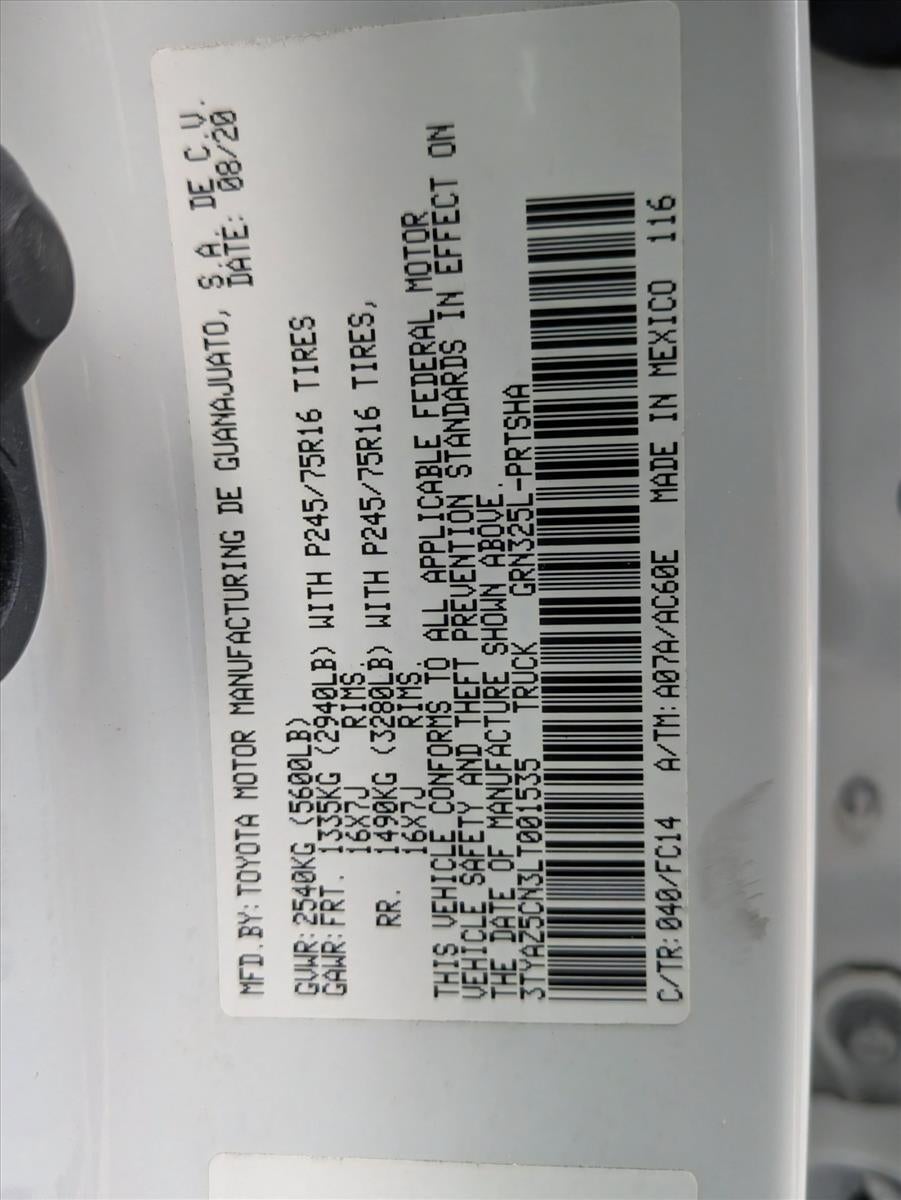 MFD.BY:TOYOTA MOTOR MANUFACTURING DE GUANAJUATO, S.A. DE C.V.
DATE: 08/20
GVWR:2540KG (5600LB)
GAWR:FRT. 1335KG (2940LB) WITH P245/75R16 TIRES
16X7J RIMS.
RR. 1490KG (3280LB) WITH P245/75R16 TIRES,
16X7J RIMS.
THIS VEHICLE CONFORMS TO ALL APPLICABLE FEDERAL MOTOR
VEHICLE SAFETY AND THEFT PREVENTION STANDARDS IN EFFECT ON
THE DATE OF MANUFACTURE SHOWN ABOVE.
3TYAZ5CN3LT001535 TRUCK GRN325L-PRTSHA
C/TR:040/FC14 A/TM:A07A/AC60E MADE IN MEXICO 116